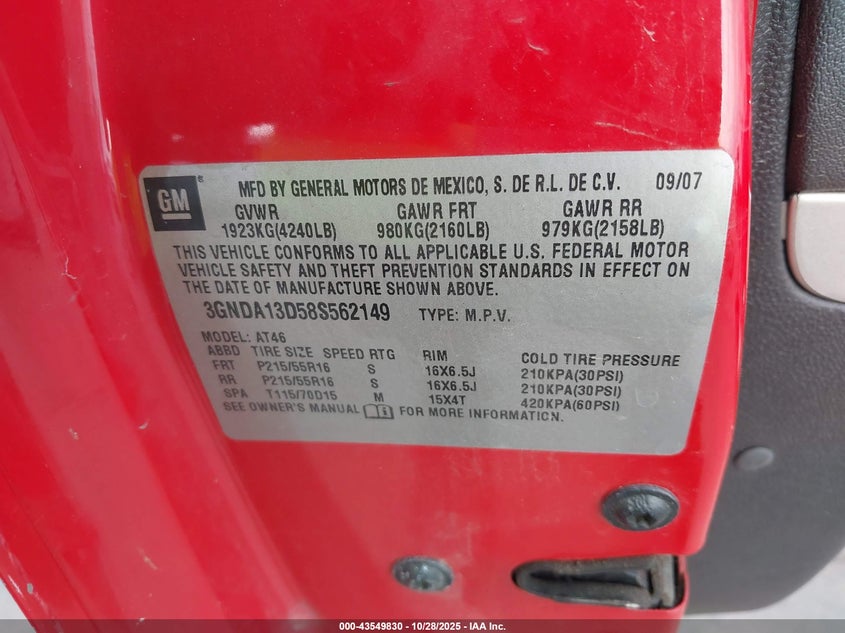 GM® MFD BY GENERAL MOTORS DE MEXICO, S. DE R.L. DE C.V. 09/07
GVWR GAWR FRT GAWR RR
1923KG(4240LB) 980KG(2160LB) 979KG(2158LB)
THIS VEHICLE CONFORMS TO ALL APPLICABLE U.S. FEDERAL MOTOR
VEHICLE SAFETY AND THEFT PREVENTION STANDARDS IN EFFECT ON
THE DATE OF MANUFACTURE SHOWN ABOVE.
3GNDA13D58S562149 TYPE: M.P.V.
MODEL: AT46
ABBD TIRE SIZE SPEED RTG RIM COLD TIRE PRESSURE
FRT P215/55R16 S 16X6.5J 210KPA(30PSI)
RR P215/55R16 S 16X6.5J 210KPA(30PSI)
SPA T115/70D15 M 15X4T 420KPA(60PSI)
SEE OWNER'S MANUAL FOR MORE INFORMATION.
000-43549830 - 10/28/2025 - IAA Inc.